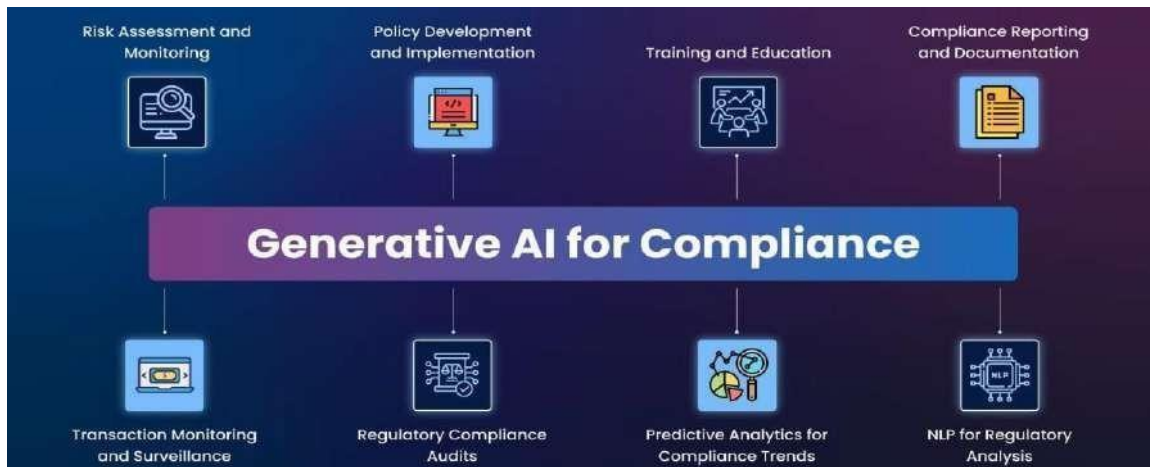 Risk Assessment and
Monitoring
Policy Development
and Implementation
Training and Education
Compliance Reporting
and Documentation
</>
Generative AI for Compliance
NLP
Transaction Monitoring
and Surveillance
Regulatory Compliance
Audits
Predictive Analytics for
Compliance Trends
NLP for Regulatory
Analysis